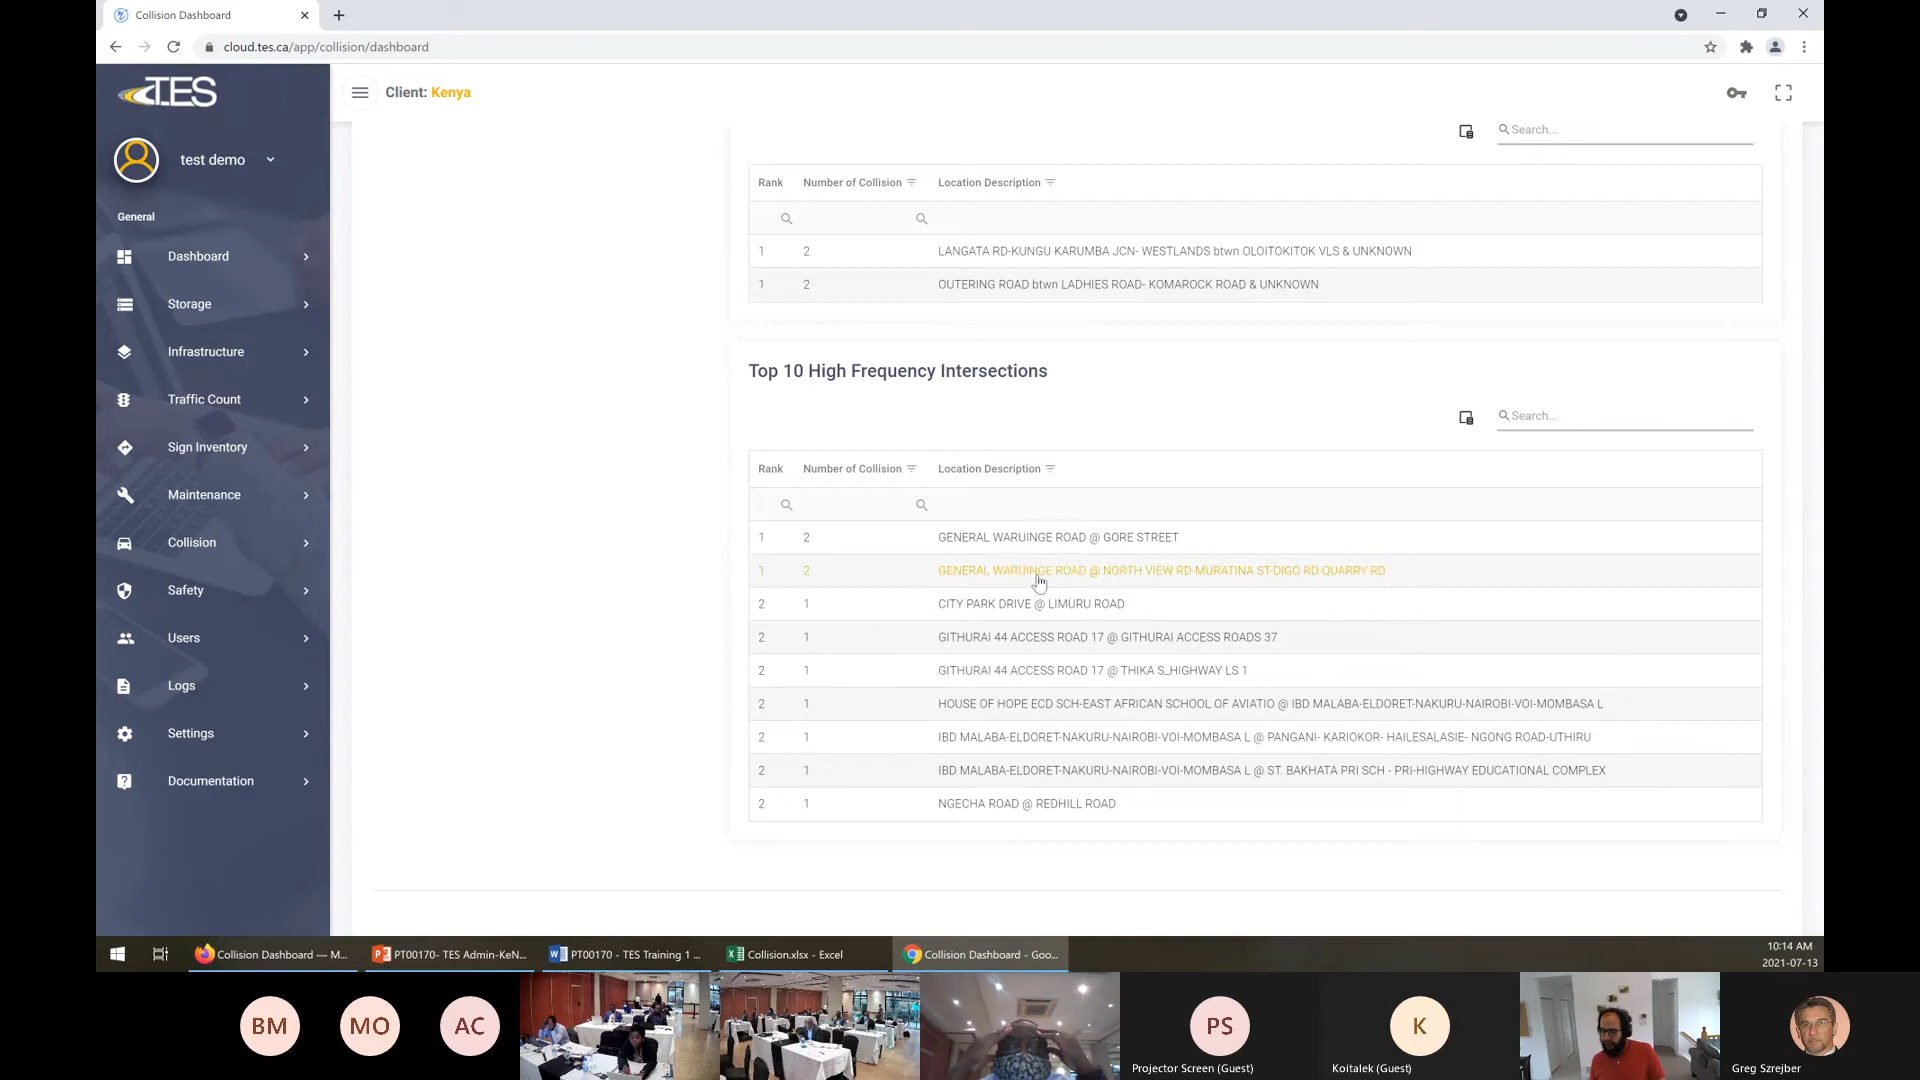 Collision Dashboard
cloud.tes.ca/app/collision/dashboard
TES
Client: Kenya
test demo
Search...
General
Rank Number of Collision Location Description
Dashboard
1 2 LANGATA RD-KUNGU KARUMBA JCN- WESTLANDS btwn OLOITOKITOK VLS & UNKNOWN
1 2 OUTERING ROAD btwn LADHIES ROAD- KOMAROCK ROAD & UNKNOWN
Storage
Infrastructure
Top 10 High Frequency Intersections
Traffic Count
Search...
Sign Inventory
Rank Number of Collision Location Description
Maintenance
1 2 GENERAL WARUINGE ROAD @ GORE STREET
Collision
1 2 GENERAL WARUINGE ROAD @ NORTH VIEW RD-MURATINA ST-DIGO RD-QUARRY RD
Safety
2 1 CITY PARK DRIVE @ LIMURU ROAD
Users
2 1 GITHURAI 44 ACCESS ROAD 17 @ GITHURAI ACCESS ROADS 37
2 1 GITHURAI 44 ACCESS ROAD 17 @ THIKA S_HIGHWAY LS 1
Logs
2 1 HOUSE OF HOPE ECD SCH-EAST AFRICAN SCHOOL OF AVIATIO @ IBD MALABA-ELDORET-NAKURU-NAIROBI-VOI-MOMBASA L
Settings
2 1 IBD MALABA-ELDORET-NAKURU-NAIROBI-VOI-MOMBASA L @ PANGANI- KARIOKOR- HAILESALASIE- NGONG ROAD-UTHIRU
2 1 IBD MALABA-ELDORET-NAKURU-NAIROBI-VOI-MOMBASA L @ ST. BAKHATA PRI SCH - PRI-HIGHWAY EDUCATIONAL COMPLEX
Documentation
2 1 NGECHA ROAD @ REDHILL ROAD
Collision Dashboard — M...
PT00170- TES Admin-KeN...
PT00170 - TES Training 1 ...
Collision.xlsx - Excel
Collision Dashboard - Goo...
10:14 AM
2021-07-13
BM
MO
AC
PS
K
Projector Screen (Guest)
Koitalek (Guest)
Greg Szrejber